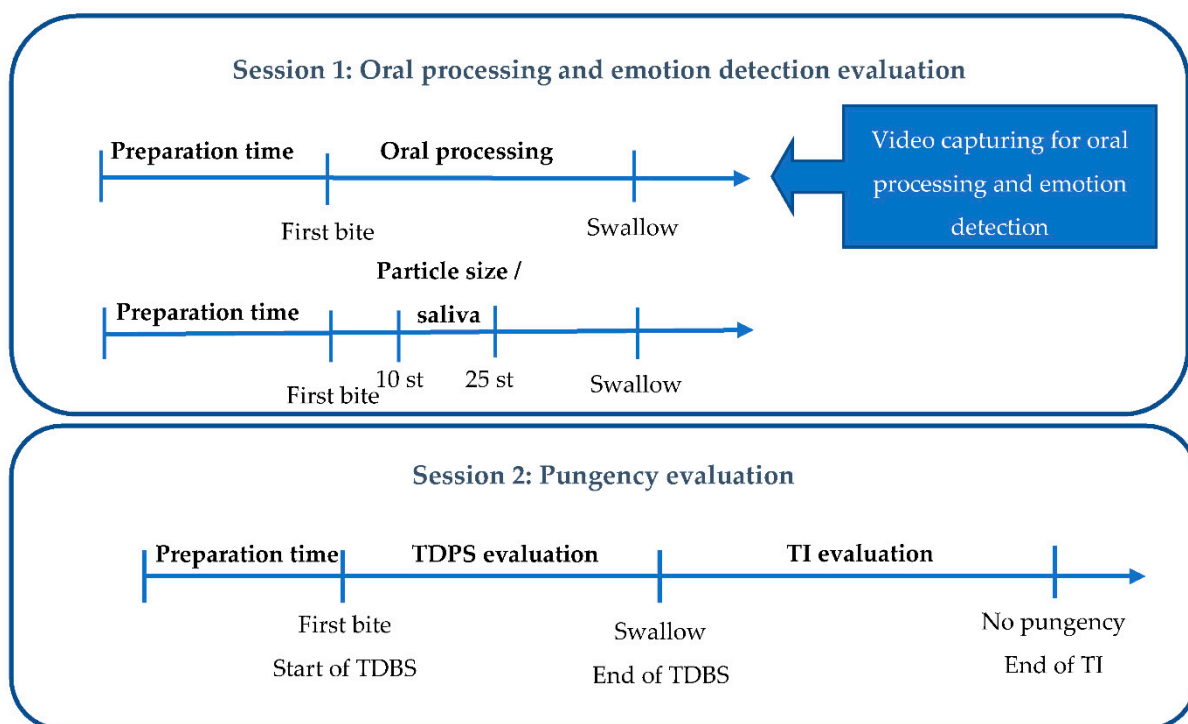 Session 1: Oral processing and emotion detection evaluation
Preparation time
Oral processing
First bite
Swallow
Video capturing for oral
processing and emotion
detection
Particle size /
saliva
Preparation time
First bite
10 st
25 st
Swallow
Session 2: Pungency evaluation
Preparation time
TDPS evaluation
TI evaluation
First bite
Start of TDBS
Swallow
End of TDBS
No pungency
End of TI